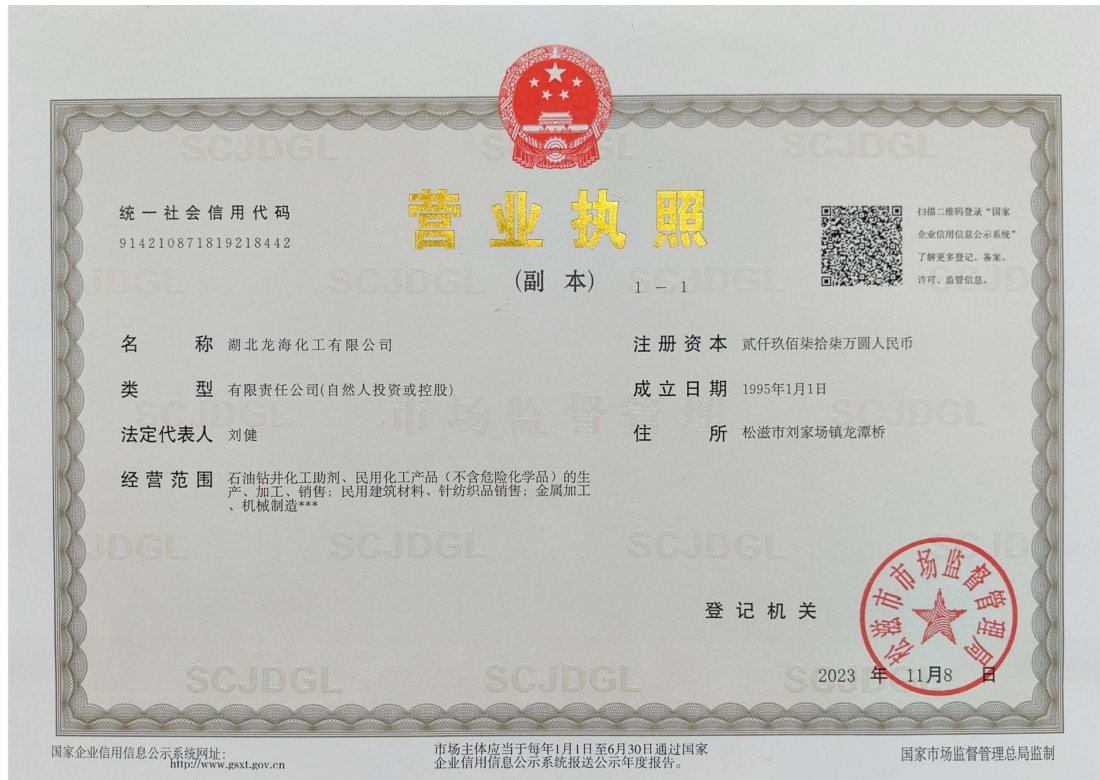 营业执照
(副 本) 1-1
统一社会信用代码
914210871819218442
扫描二维码登录“国家
企业信用信息公示系统”
了解更多登记、备案、
许可、监管信息。
名 称 湖北龙海化工有限公司
注册资本 贰仟玖佰柒拾柒万圆人民币
类 型 有限责任公司(自然人投资或控股)
成立日期 1995年1月1日
法定代表人 刘健
住 所 松滋市刘家场镇龙潭桥
经营范围 石油钻井化工助剂、民用化工产品（不含危险化学品）的生
产、加工、销售；民用建筑材料、针纺织品销售；金属加工
、机械制造***
登记机关
松滋市市场监督管理局
2023 年 11月8 日
国家企业信用信息公示系统网址：
http://www.gsxt.gov.cn
市场主体应当于每年1月1日至6月30日通过国家
企业信用信息公示系统报送公示年度报告。
国家市场监督管理总局监制
SCJDGL
市场监督管理